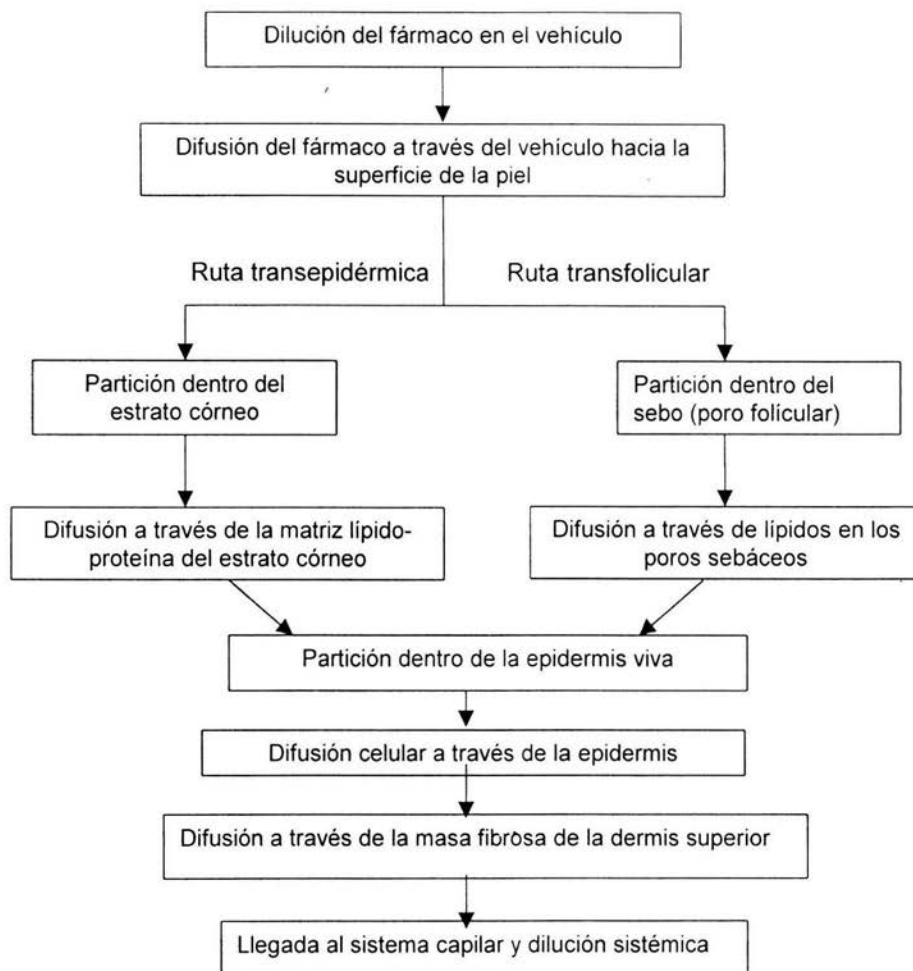 Dilución del fármaco en el vehículo
Difusión del fármaco a través del vehículo hacia la
superficie de la piel
Ruta transepidérmica
Ruta transfolicular
Partición dentro del
estrato córneo
Partición dentro del
sebo (poro folícular)
Difusión a través de la matriz lípido-
proteína del estrato córneo
Difusión a través de lípidos en los
poros sebáceos
Partición dentro de la epidermis viva
Difusión celular a través de la epidermis
Difusión a través de la masa fibrosa de la dermis superior
Llegada al sistema capilar y dilución sistémica